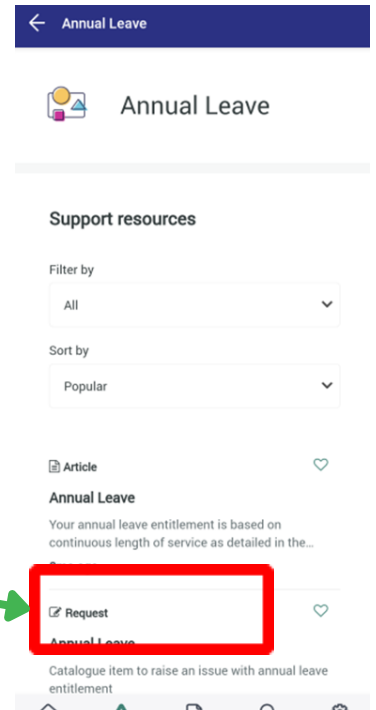 Annual Leave
Annual Leave
Support resources
Filter by
All
Sort by
Popular
Article
Annual Leave
Your annual leave entitlement is based on
continuous length of service as detailed in the...
Request
Annual Leave
Catalogue item to raise an issue with annual leave
entitlement